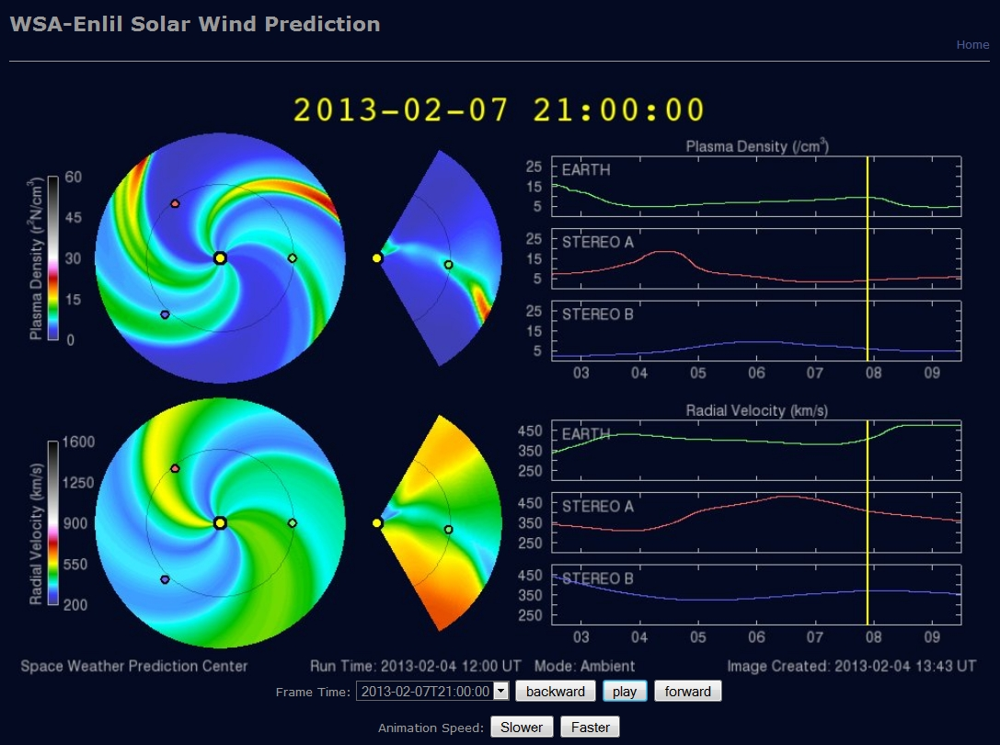 WSA-Enlil Solar Wind Prediction
Home
2013-02-07 21:00:00
Plasma Density (r²N/cm³)
60
45
30
15
0
Plasma Density (/cm³)
EARTH
25
15
5
STEREO A
25
15
5
STEREO B
25
15
5
03 04 05 06 07 08 09
Radial Velocity (km/s)
1600
1250
900
550
200
Radial Velocity (km/s)
EARTH
450
350
250
STEREO A
450
350
250
STEREO B
450
350
250
03 04 05 06 07 08 09
Space Weather Prediction Center Run Time: 2013-02-04 12:00 UT Mode: Ambient Image Created: 2013-02-04 13:43 UT
Frame Time: 2013-02-07T21:00:00 backward play forward
Animation Speed: Slower Faster